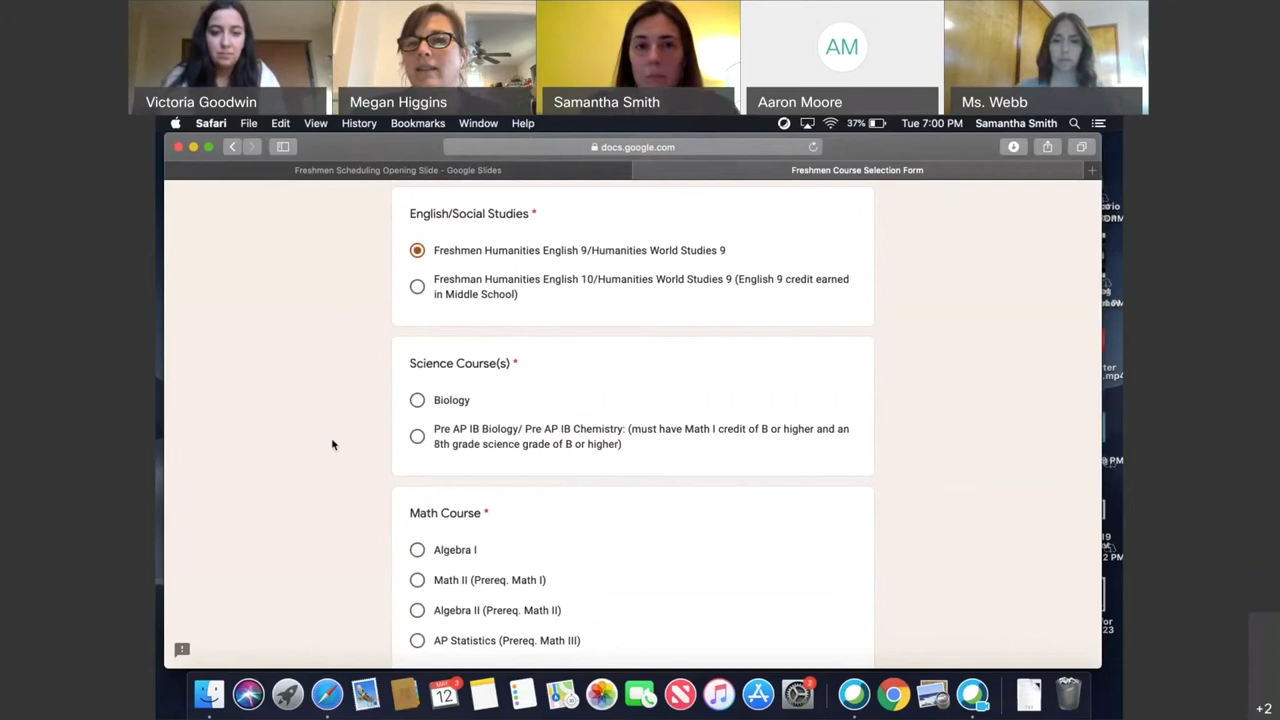 AM
Victoria Goodwin
Megan Higgins
Samantha Smith
Aaron Moore
Ms. Webb
Safari File Edit View History Bookmarks Window Help
37% Tue 7:00 PM Samantha Smith
docs.google.com
Freshmen Scheduling Opening Slide - Google Slides
Freshmen Course Selection Form
English/Social Studies *
Freshmen Humanities English 9/Humanities World Studies 9
Freshman Humanities English 10/Humanities World Studies 9 (English 9 credit earned
in Middle School)
Science Course(s) *
Biology
Pre AP IB Biology/ Pre AP IB Chemistry: (must have Math I credit of B or higher and an
8th grade science grade of B or higher)
Math Course *
Algebra I
Math II (Prereq. Math I)
Algebra II (Prereq. Math II)
AP Statistics (Prereq. Math III)
MAY
12
3
2
+2